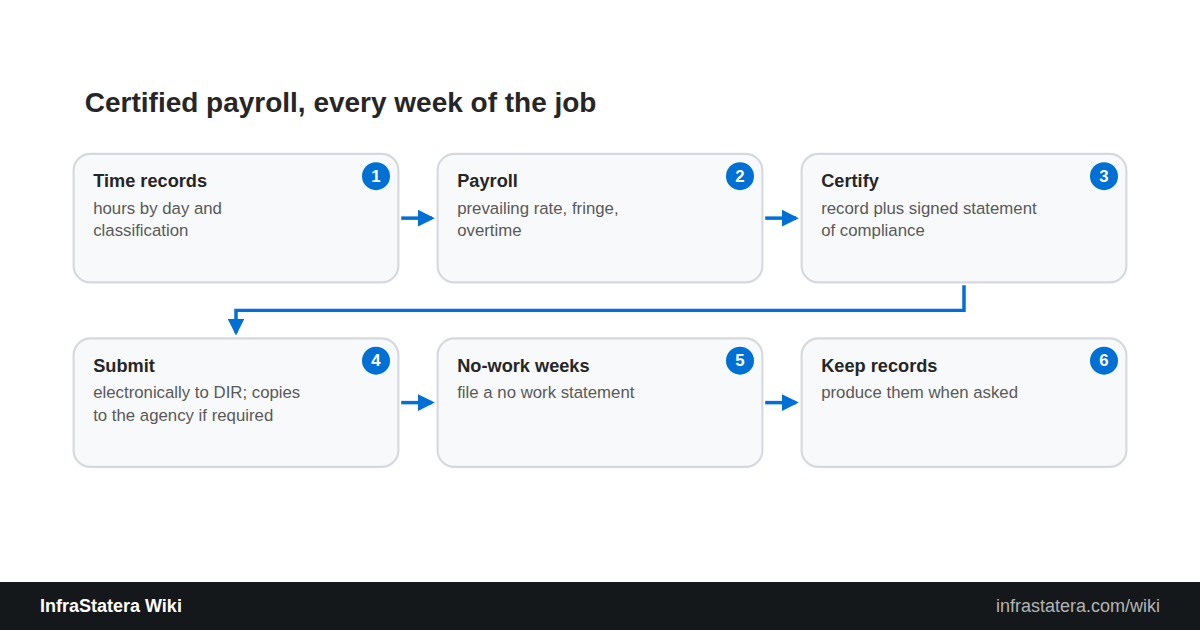 Certified payroll, every week of the job
1
Time records
hours by day and
classification
2
Payroll
prevailing rate, fringe,
overtime
3
Certify
record plus signed statement
of compliance
4
Submit
electronically to DIR; copies
to the agency if required
5
No-work weeks
file a no work statement
6
Keep records
produce them when asked
InfraStatera Wiki
infrastatera.com/wiki